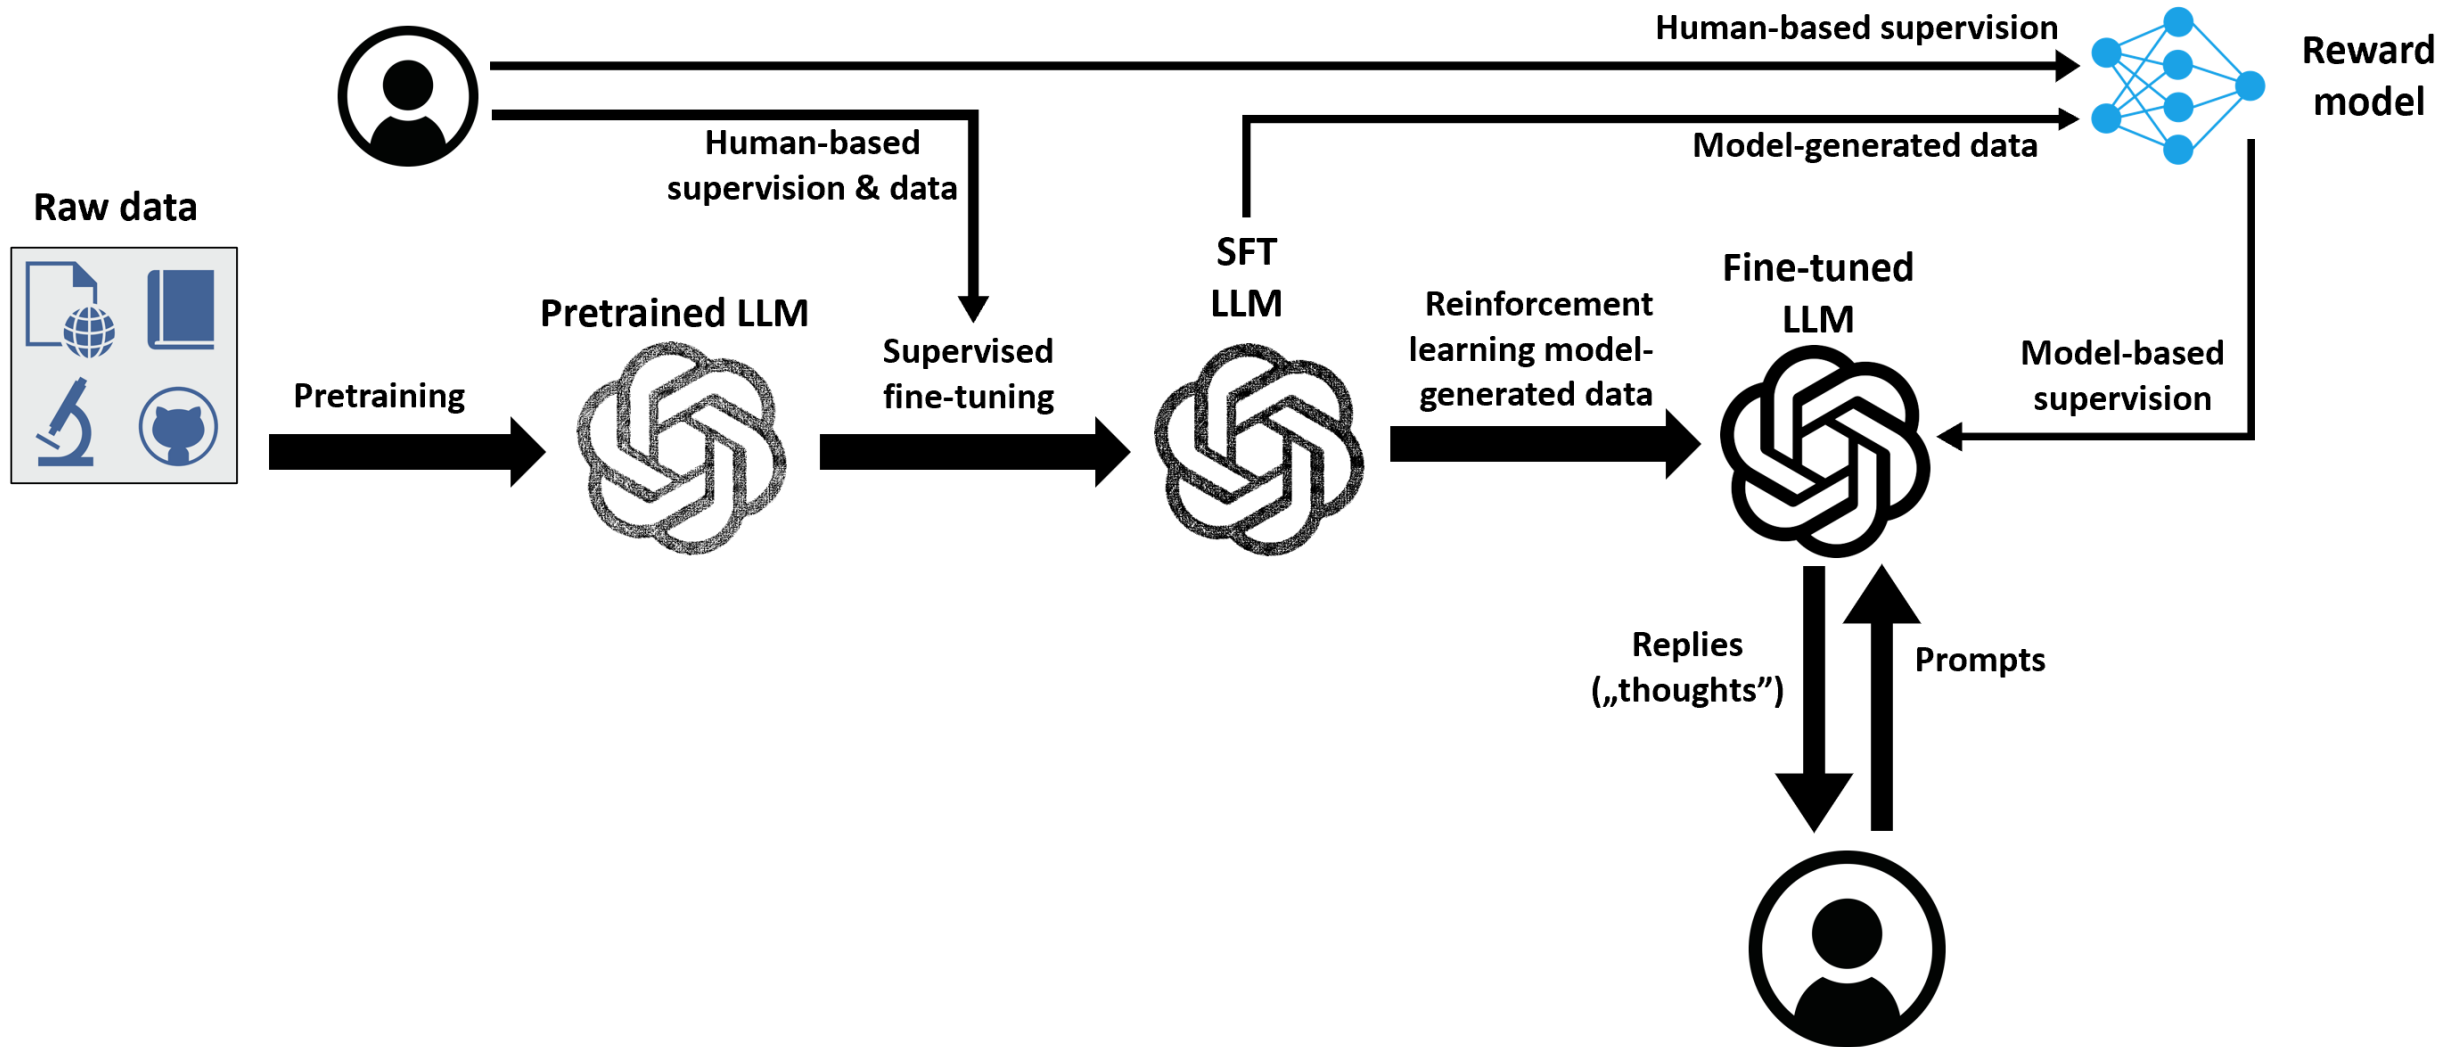 Human-based supervision
Reward
model
Model-generated data
Human-based
supervision & data
Raw data
Pretraining
Pretrained LLM
Supervised
fine-tuning
SFT
LLM
Reinforcement
learning model-
generated data
Fine-tuned
LLM
Model-based
supervision
Replies
(„thoughts”)
Prompts